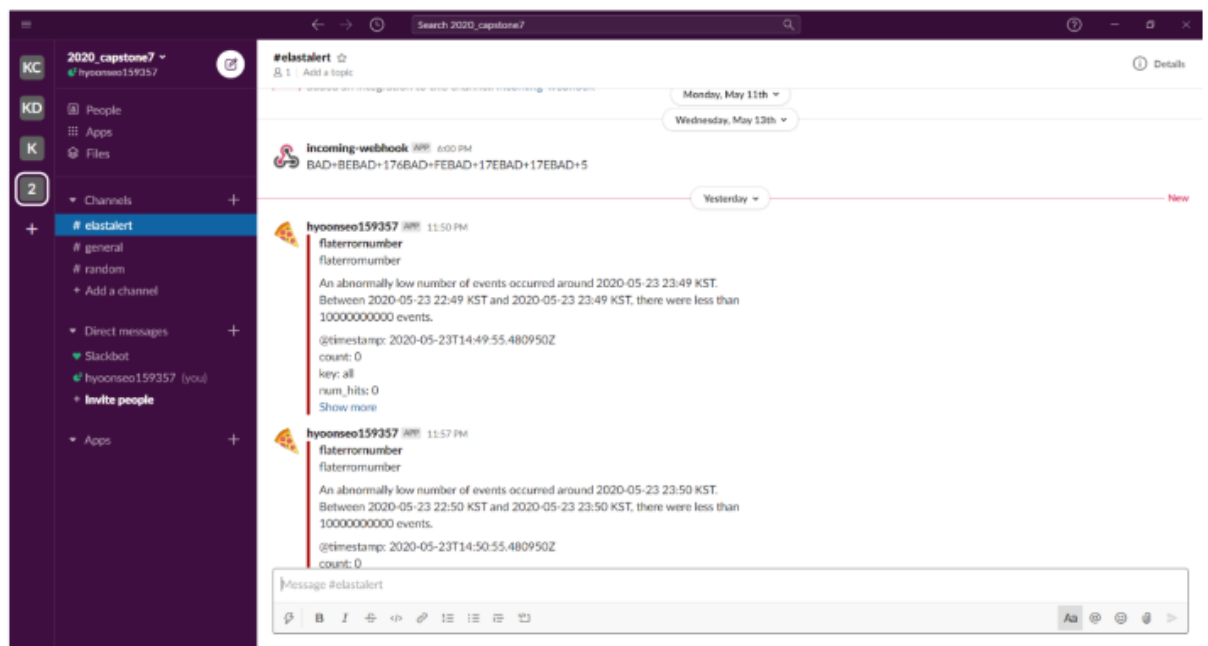 Search 2020_capstone7
KC
KD
K
2
+
2020_capstone7
hyoonseo159357
People
Apps
Files
Channels +
# elastalert
# general
# random
+ Add a channel
Direct messages +
Slackbot
hyoonseo159357 (you)
+ Invite people
Apps +
#elastalert
1 | Add a topic
Details
Monday, May 11th
Wednesday, May 13th
incoming-webhook APP 6:00 PM
BAD+BEBAD+176BAD+FEBAD+17EBAD+17EBAD+5
Yesterday
New
hyoonseo159357 APP 11:50 PM
flaterrornumber
flaterrornumber
An abnormally low number of events occurred around 2020-05-23 23:49 KST.
Between 2020-05-23 22:49 KST and 2020-05-23 23:49 KST, there were less than
10000000000 events.
@timestamp: 2020-05-23T14:49:55.480950Z
count: 0
key: all
num_hits: 0
Show more
hyoonseo159357 APP 11:57 PM
flaterrornumber
flaterrornumber
An abnormally low number of events occurred around 2020-05-23 23:50 KST.
Between 2020-05-23 22:50 KST and 2020-05-23 23:50 KST, there were less than
10000000000 events.
@timestamp: 2020-05-23T14:50:55.480950Z
count: 0
Message #elastalert
B I Aa @